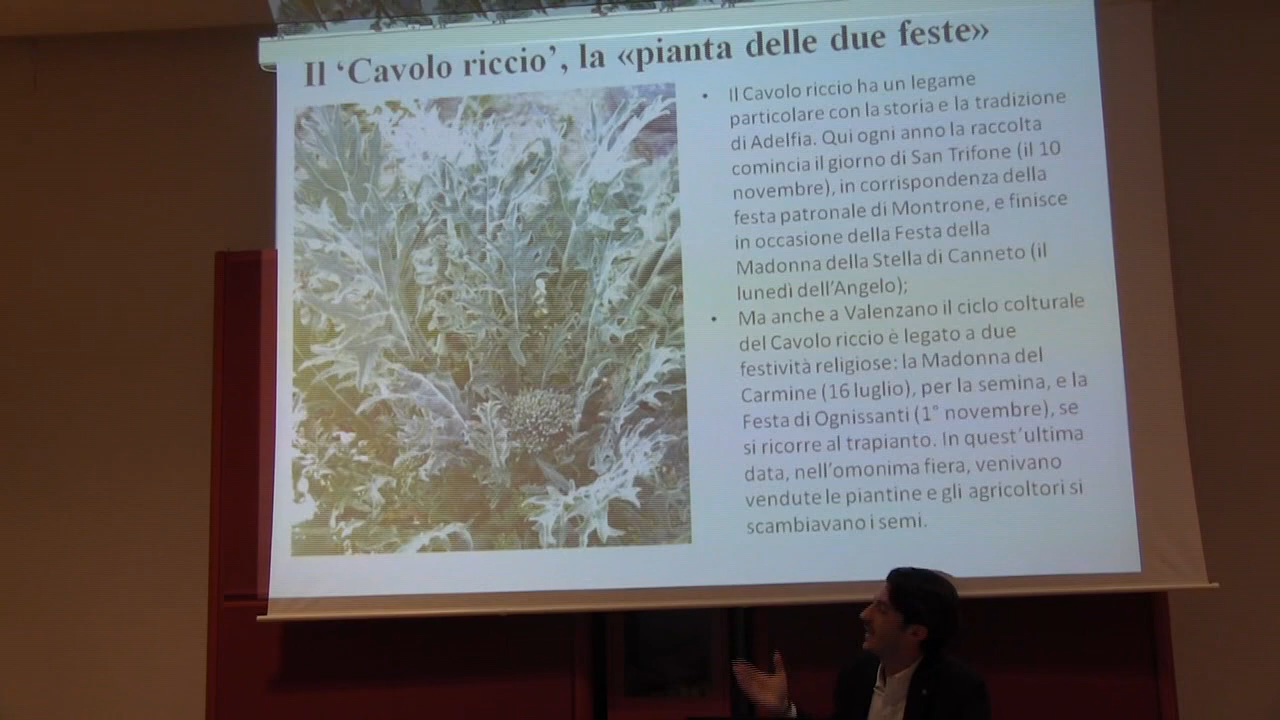 Il ‘Cavolo riccio’, la «pianta delle due feste»
• Il Cavolo riccio ha un legame
particolare con la storia e la tradizione
di Adelfia. Qui ogni anno la raccolta
comincia il giorno di San Trifone (il 10
novembre), in corrispondenza della
festa patronale di Montrone, e finisce
in occasione della Festa della
Madonna della Stella di Canneto (il
lunedì dell’Angelo);
• Ma anche a Valenzano il ciclo colturale
del Cavolo riccio è legato a due
festività religiose: la Madonna del
Carmine (16 luglio), per la semina, e la
Festa di Ognissanti (1° novembre), se
si ricorre al trapianto. In quest’ultima
data, nell’omonima fiera, venivano
vendute le piantine e gli agricoltori si
scambiavano i semi.